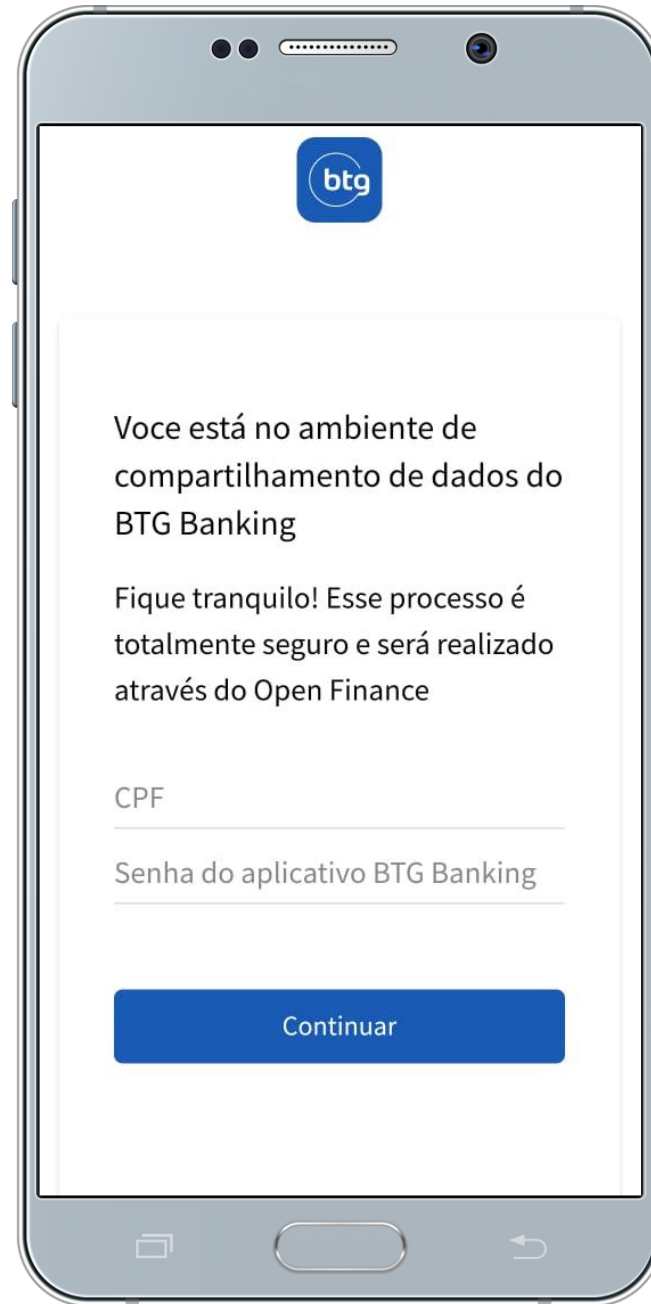 btg
Voce está no ambiente de
compartilhamento de dados do
BTG Banking
Fique tranquilo! Esse processo é
totalmente seguro e será realizado
através do Open Finance
CPF
Senha do aplicativo BTG Banking
Continuar